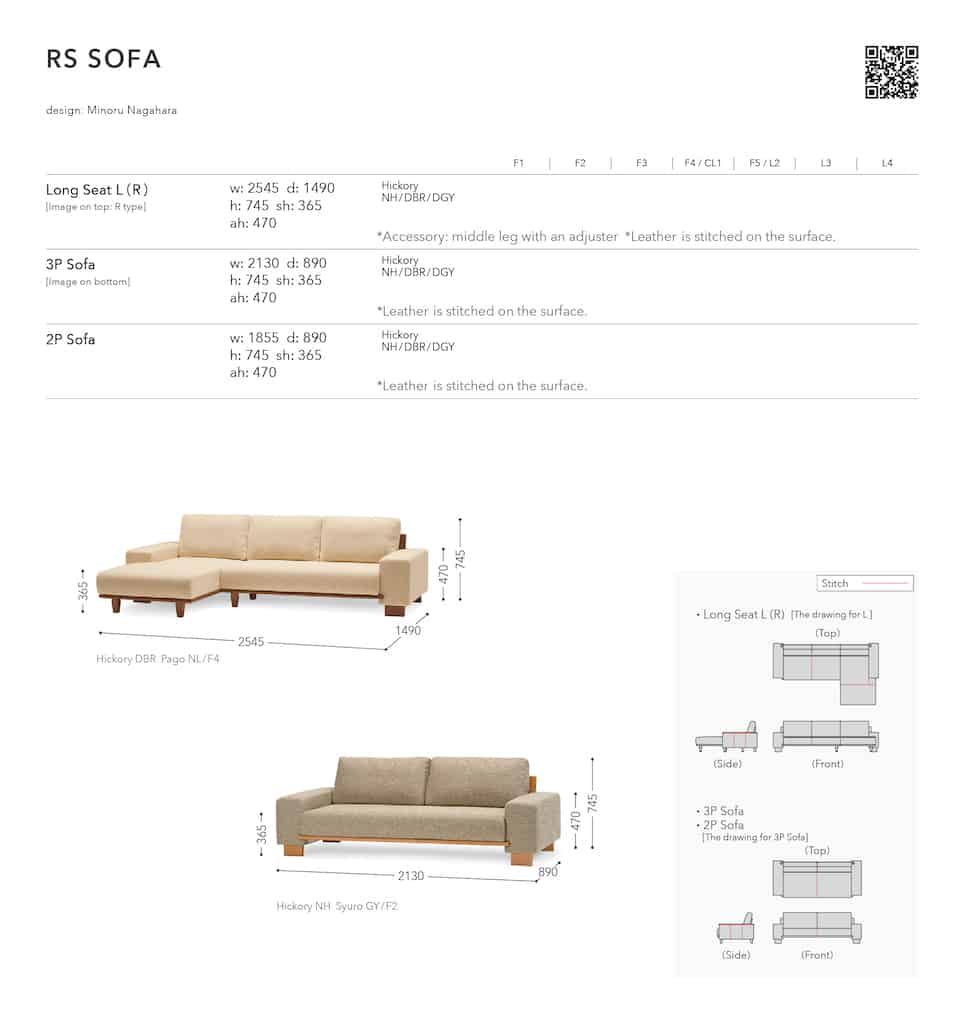 RS SOFA
design: Minoru Nagahara
F1 | F2 | F3 | F4 / CL1 | F5 / L2 | L3 | L4
Long Seat L ( R )
[Image on top: R type]
w: 2545 d: 1490
h: 745 sh: 365
ah: 470
Hickory
NH/DBR/DGY
*Accessory: middle leg with an adjuster *Leather is stitched on the surface.
3P Sofa
[Image on bottom]
w: 2130 d: 890
h: 745 sh: 365
ah: 470
Hickory
NH/DBR/DGY
*Leather is stitched on the surface.
2P Sofa
w: 1855 d: 890
h: 745 sh: 365
ah: 470
Hickory
NH/DBR/DGY
*Leather is stitched on the surface.
365
470
745
2545
1490
Hickory DBR Pago NL/F4
365
470
745
2130
890
Hickory NH Syuro GY/F2
Stitch
• Long Seat L (R) [The drawing for L]
(Top)
(Side)
(Front)
• 3P Sofa
• 2P Sofa
[The drawing for 3P Sofa]
(Top)
(Side)
(Front)